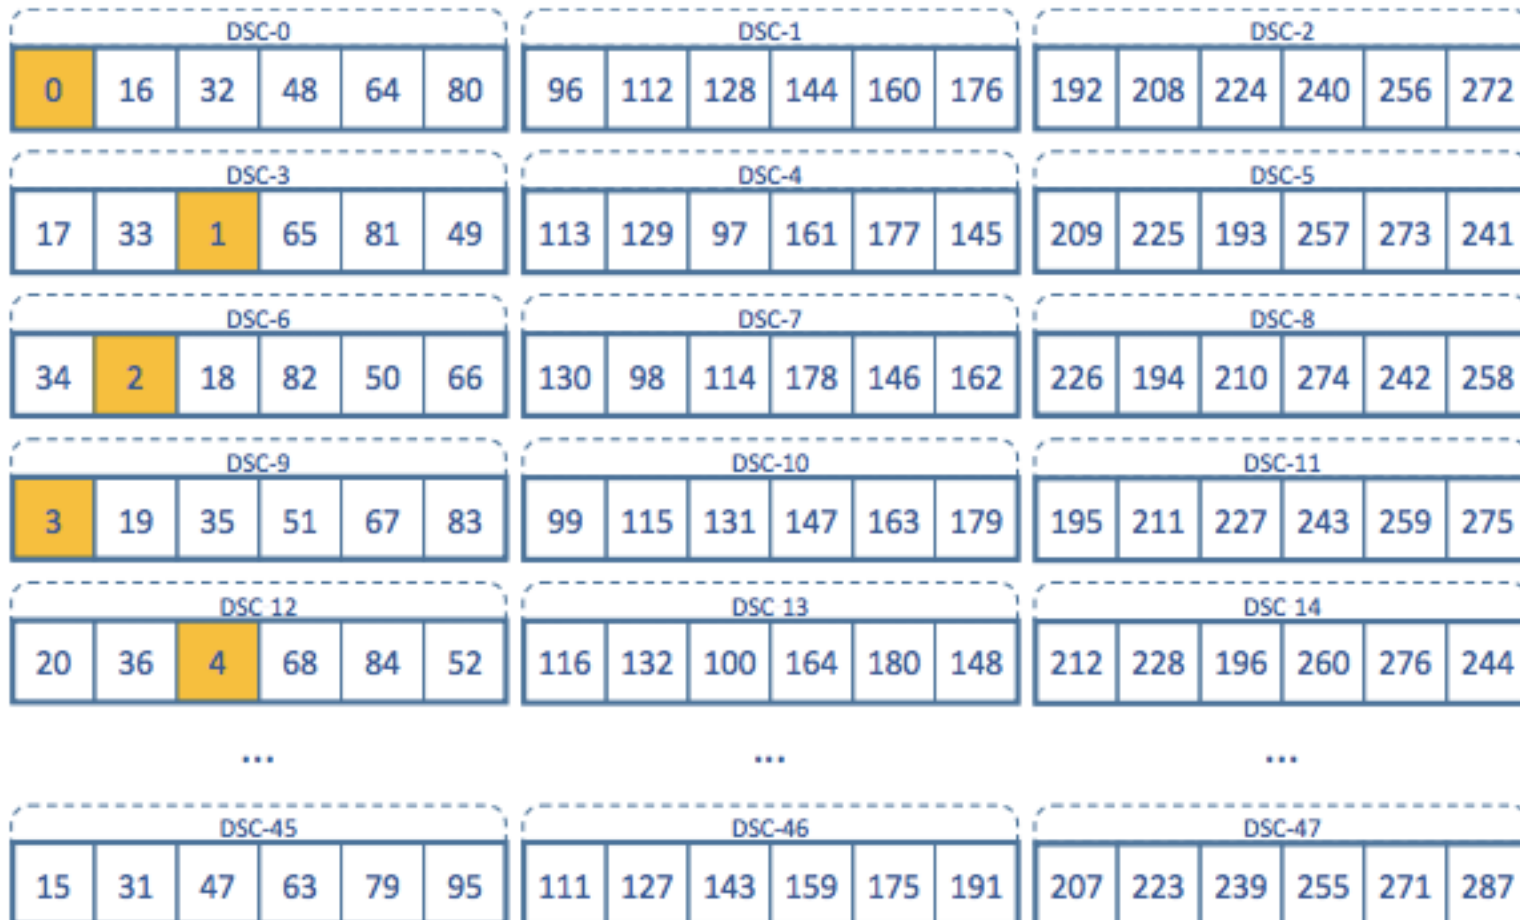 DSC-0 DSC-1 DSC-2
0 16 32 48 64 80 96 112 128 144 160 176 192 208 224 240 256 272
DSC-3 DSC-4 DSC-5
17 33 1 65 81 49 113 129 97 161 177 145 209 225 193 257 273 241
DSC-6 DSC-7 DSC-8
34 2 18 82 50 66 130 98 114 178 146 162 226 194 210 274 242 258
DSC-9 DSC-10 DSC-11
3 19 35 51 67 83 99 115 131 147 163 179 195 211 227 243 259 275
DSC 12 DSC 13 DSC 14
20 36 4 68 84 52 116 132 100 164 180 148 212 228 196 260 276 244
... ... ...
DSC-45 DSC-46 DSC-47
15 31 47 63 79 95 111 127 143 159 175 191 207 223 239 255 271 287